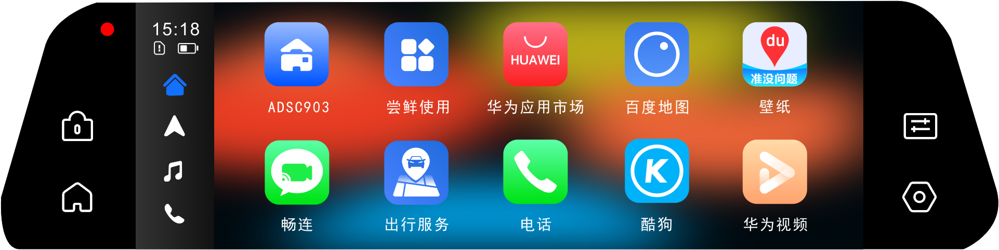 15:18
HUAWEI
du
准没问题
ADSC903
尝鲜使用
华为应用市场
百度地图
壁纸
K
畅连
出行服务
电话
酷狗
华为视频